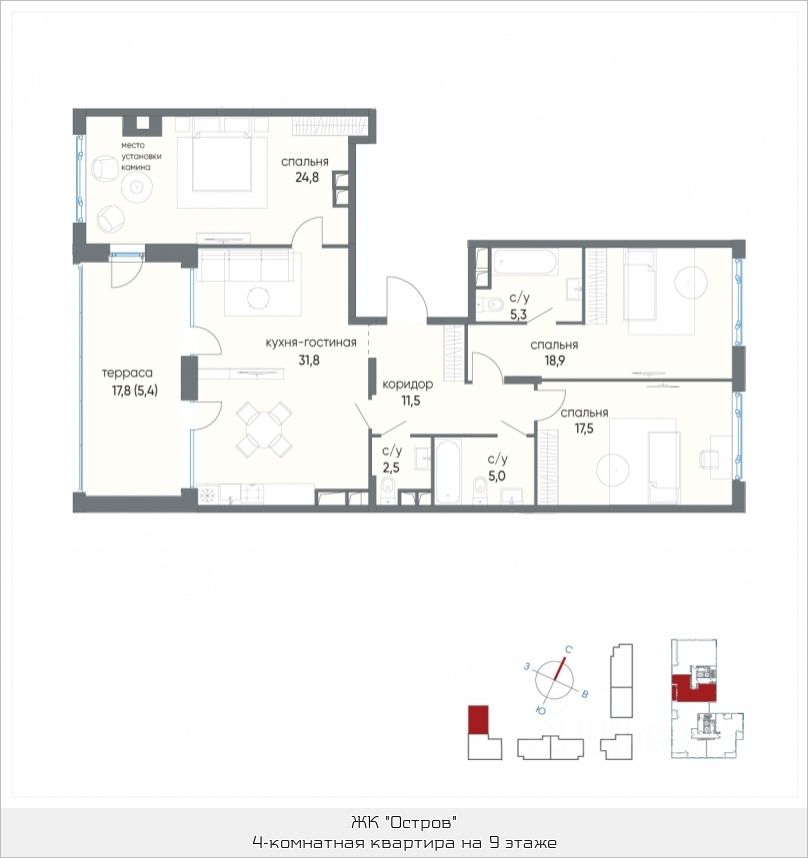 место
установки
камина
спальня
24,8
с/у
5,3
кухня-гостиная
31,8
спальня
18,9
терраса
17,8 (5,4)
коридор
11,5
спальня
17,5
с/у
2,5
с/у
5,0
С
З
В
Ю
ЖК "Остров"
4-комнатная квартира на 9 этаже